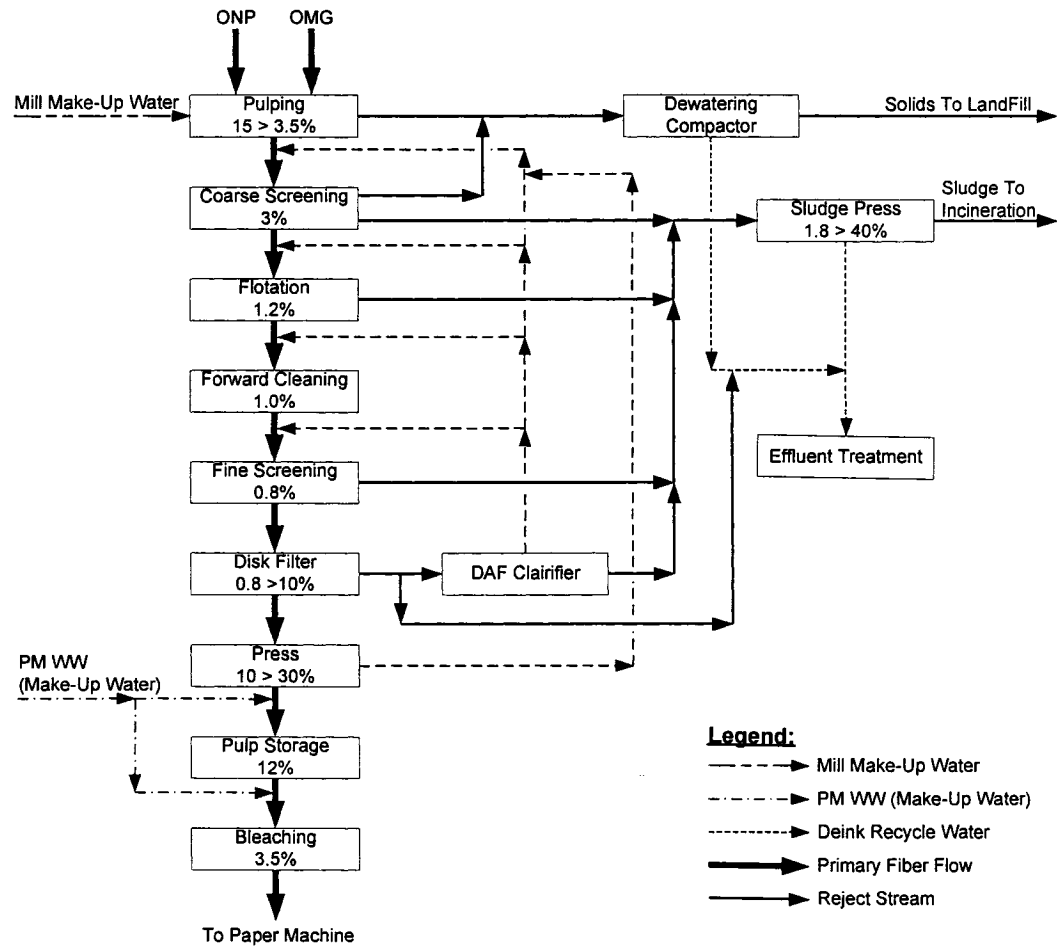 ONP OMG
Mill Make-Up Water
Pulping
15 > 3.5%
Dewatering
Compactor
Solids To LandFill
Coarse Screening
3%
Sludge Press
1.8 > 40%
Sludge To
Incineration
Flotation
1.2%
Forward Cleaning
1.0%
Effluent Treatment
Fine Screening
0.8%
Disk Filter
0.8 >10%
DAF Clairifier
Press
10 > 30%
PM WW
(Make-Up Water)
Pulp Storage
12%
Bleaching
3.5%
To Paper Machine
Legend:
Mill Make-Up Water
PM WW (Make-Up Water)
Deink Recycle Water
Primary Fiber Flow
Reject Stream